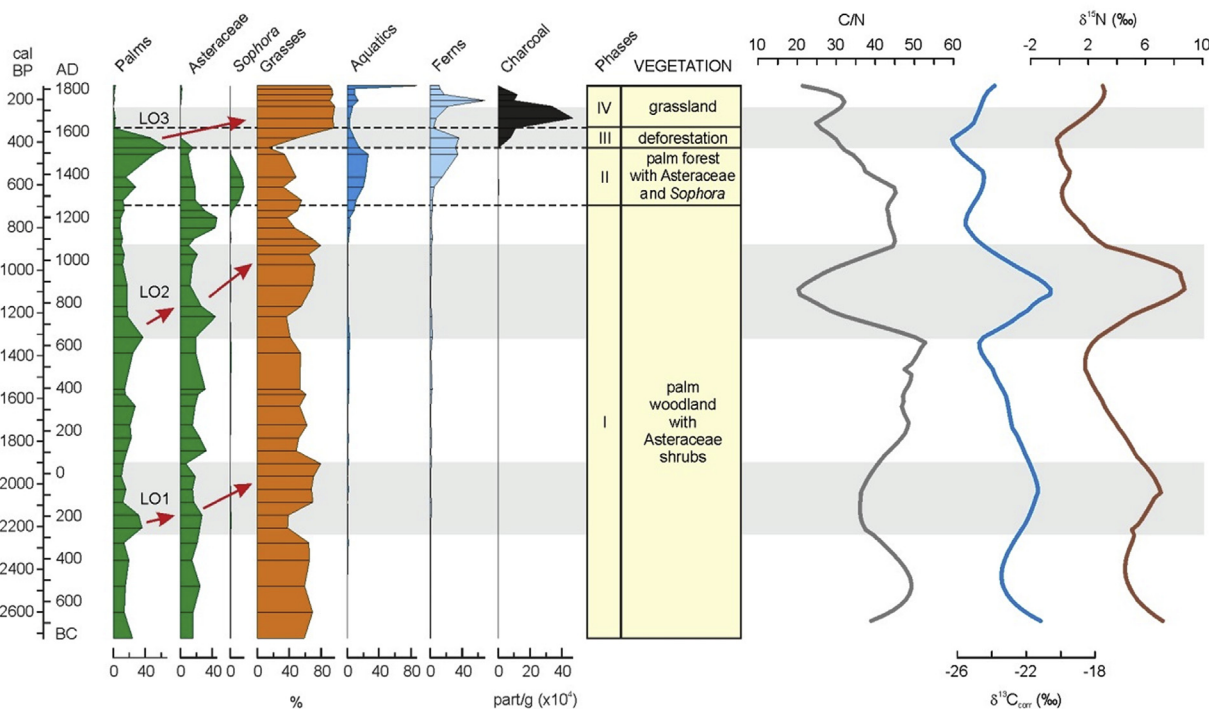 C/N
δ¹⁵N (‰)
10 20 30 40 50 60
-2 2 6 10
cal
BP
AD
Palms
Asteraceae
Sophora
Grasses
Aquatics
Ferns
Charcoal
Phases
VEGETATION
200
400
600
800
1000
1200
1400
1600
1800
2000
2200
2400
2600
1800
1600
1400
1200
1000
800
600
400
200
0
200
400
600
BC
LO3
LO2
LO1
IV
grassland
III
deforestation
II
palm forest
with Asteraceae
and Sophora
I
palm
woodland
with
Asteraceae
shrubs
0 40 0 40 0 0 40 80 0 40 80 0 40 0 40
%
part/g (x10⁴)
-26 -22 -18
δ¹³Ccorr (‰)